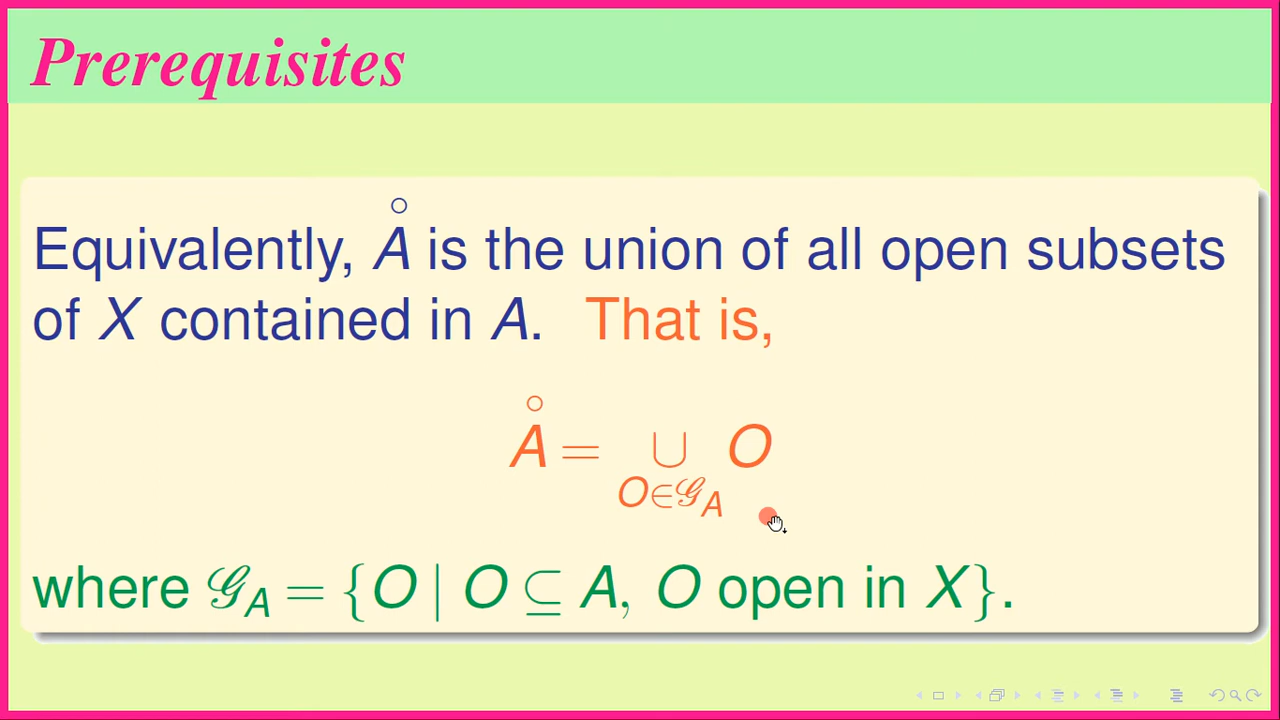 Prerequisites
Equivalently, Å is the union of all open subsets
of X contained in A. That is,
Å = ∪ O
O∈𝒢_A
where 𝒢_A = {O | O ⊆ A, O open in X}.